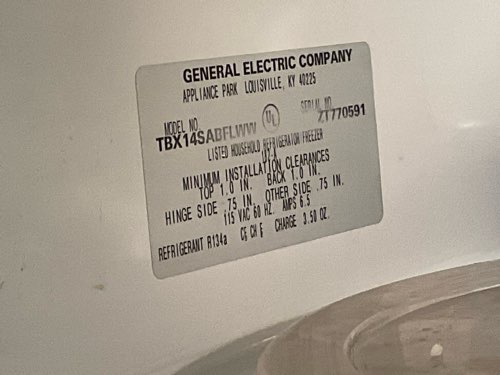 GENERAL ELECTRIC COMPANY
APPLIANCE PARK LOUISVILLE, KY 40225
MODEL NO. UL SERIAL NO.
TBX14SABFLWW ZT770591
LISTED HOUSEHOLD REFRIGERATOR/FREEZER
MINIMUM INSTALLATION CLEARANCES
TOP 1.0 IN. BACK 1.0 IN.
HINGE SIDE .75 IN. OTHER SIDE .75 IN.
115 VAC 60 HZ. AMPS 6.5
REFRIGERANT R134a CHARGE 3.50 OZ.